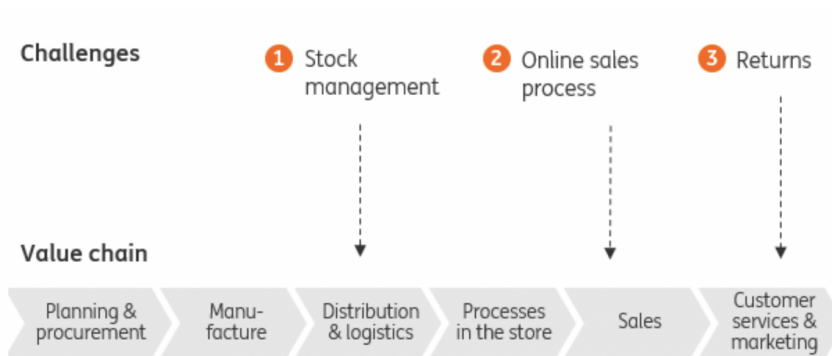 Challenges
1 Stock
management
2 Online sales
process
3 Returns
Value chain
Planning &
procurement
Manu-
facture
Distribution
& logistics
Processes
in the store
Sales
Customer
services &
marketing